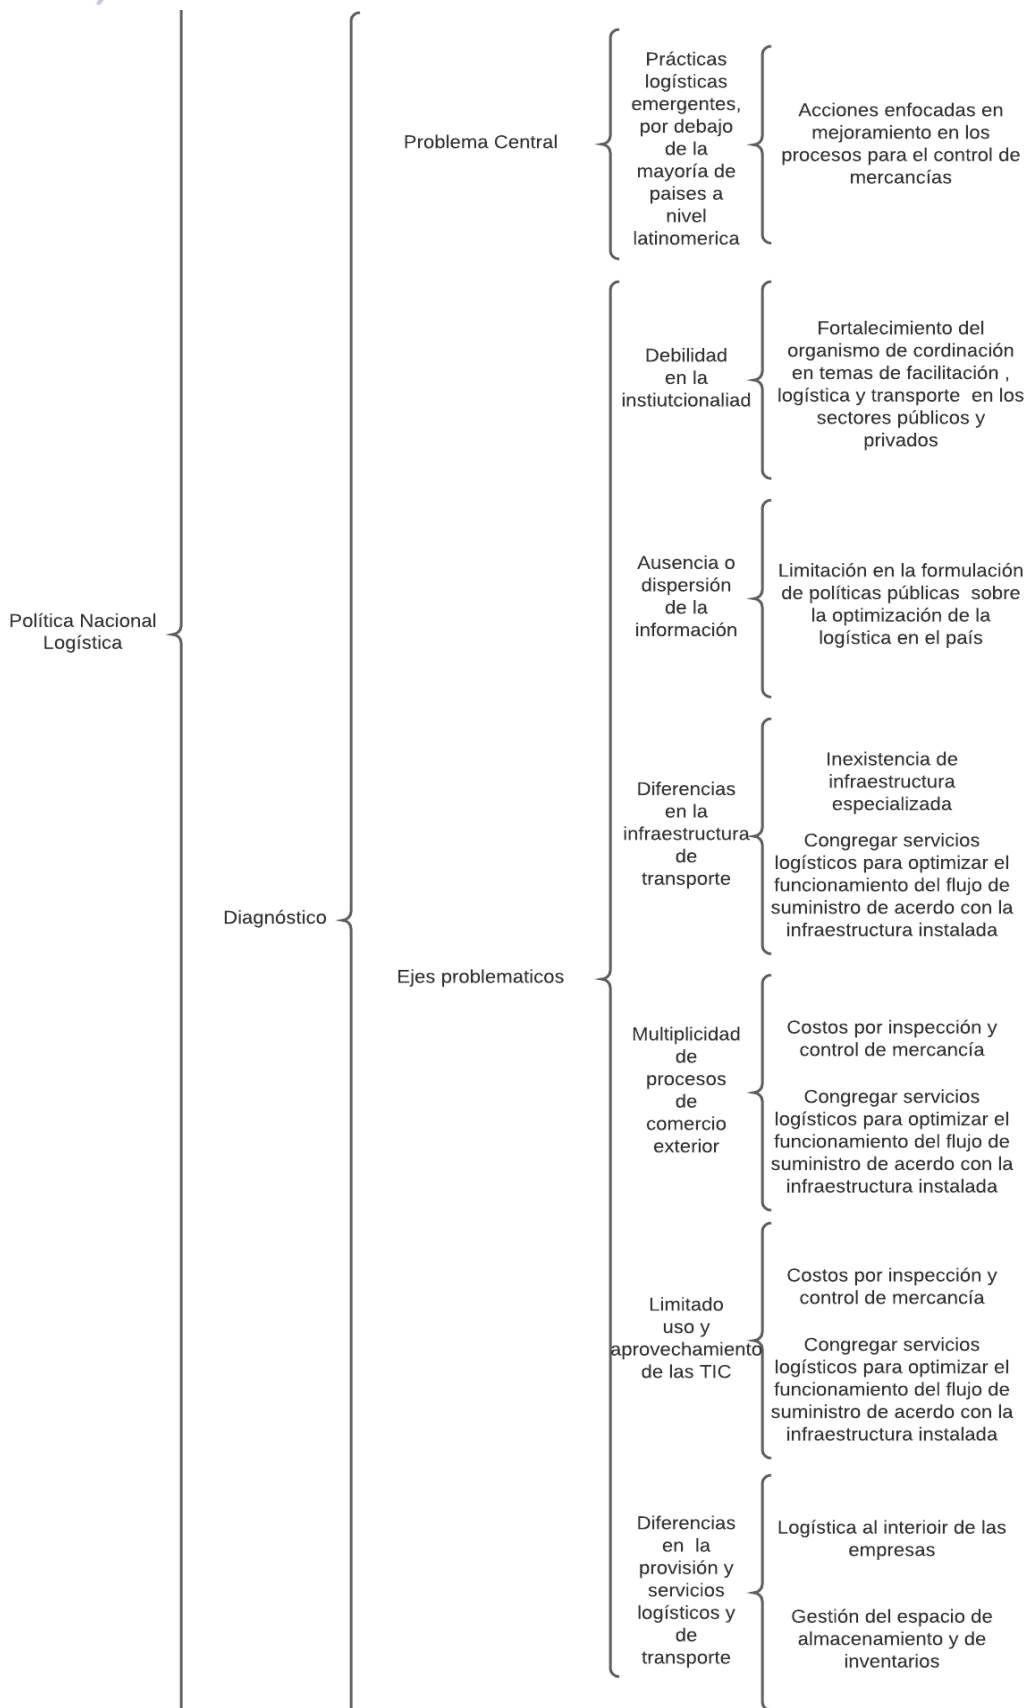 Política Nacional
Logística
Diagnóstico
Problema Central
Prácticas
logísticas
emergentes,
por debajo
de la
mayoría de
paises a
nivel
latinomerica
Acciones enfocadas en
mejoramiento en los
procesos para el control de
mercancías
Ejes problematicos
Debilidad
en la
instiutcionaliad
Fortalecimiento del
organismo de cordinación
en temas de facilitación ,
logística y transporte  en los
sectores públicos y
privados
Ausencia o
dispersión
de la
información
Limitación en la formulación
de políticas públicas  sobre
la optimización de la
logística en el país
Diferencias
en la
infraestructura
de
transporte
Inexistencia de
infraestructura
especializada
Congregar servicios
logísticos para optimizar el
funcionamiento del flujo de
suministro de acerdo con la
infraestructura instalada
Multiplicidad
de
procesos
de
comercio
exterior
Costos por inspección y
control de mercancía
Congregar servicios
logísticos para optimizar el
funcionamiento del flujo de
suministro de acerdo con la
infraestructura instalada
Limitado
uso y
aprovechamiento
de las TIC
Costos por inspección y
control de mercancía
Congregar servicios
logísticos para optimizar el
funcionamiento del flujo de
suministro de acerdo con la
infraestructura instalada
Diferencias
en  la
provisión y
servicios
logísticos y
de
transporte
Logística al interioir de las
empresas
Gestión del espacio de
almacenamiento y de
inventarios